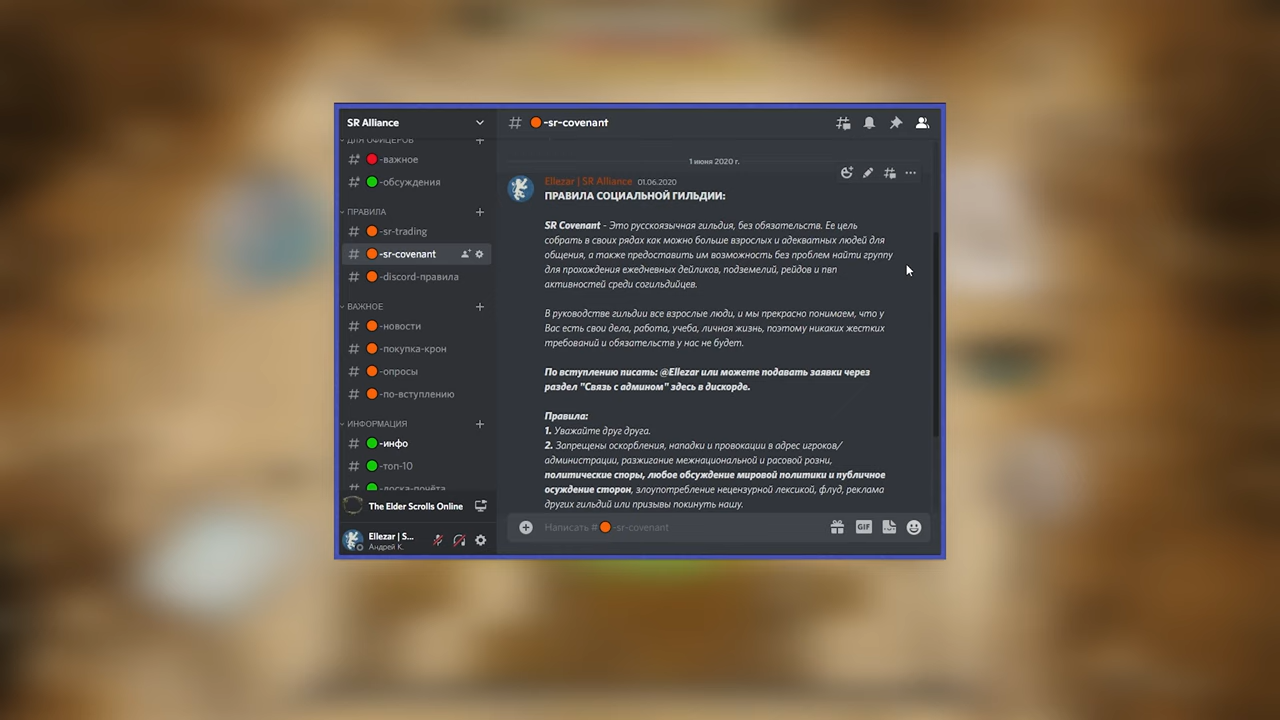 SR Alliance
ДЛЯ ОФИЦЕРОВ
-важное
-обсуждения
ПРАВИЛА
-sr-trading
-sr-covenant
-discord-правила
ВАЖНОЕ
-новости
-покупка-крон
-опросы
-по-вступлению
ИНФОРМАЦИЯ
-инфо
-топ-10
-доска-почёта
The Elder Scrolls Online
Ellezar | S...
Андрей К.
-sr-covenant
1 июня 2020 г.
Ellezar | SR Alliance 01.06.2020
ПРАВИЛА СОЦИАЛЬНОЙ ГИЛЬДИИ:
SR Covenant - Это русскоязычная гильдия, без обязательств. Ее цель
собрать в своих рядах как можно больше взрослых и адекватных людей для
общения, а также предоставить им возможность без проблем найти группу
для прохождения ежедневных дейликов, подземелий, рейдов и пвп
активностей среди согильдийцев.
В руководстве гильдии все взрослые люди, и мы прекрасно понимаем, что у
Вас есть свои дела, работа, учеба, личная жизнь, поэтому никаких жестких
требований и обязательств у нас не будет.
По вступлению писать: @Ellezar или можете подавать заявки через
раздел "Связь с админом" здесь в дискорде.
Правила:
1. Уважайте друг друга.
2. Запрещены оскорбления, нападки и провокации в адрес игроков/
администрации, разжигание межнациональной и расовой розни,
политические споры, любое обсуждение мировой политики и публичное
осуждение сторон, злоупотребление нецензурной лексикой, флуд, реклама
других гильдий или призывы покинуть нашу.
Написать #-sr-covenant
GIF